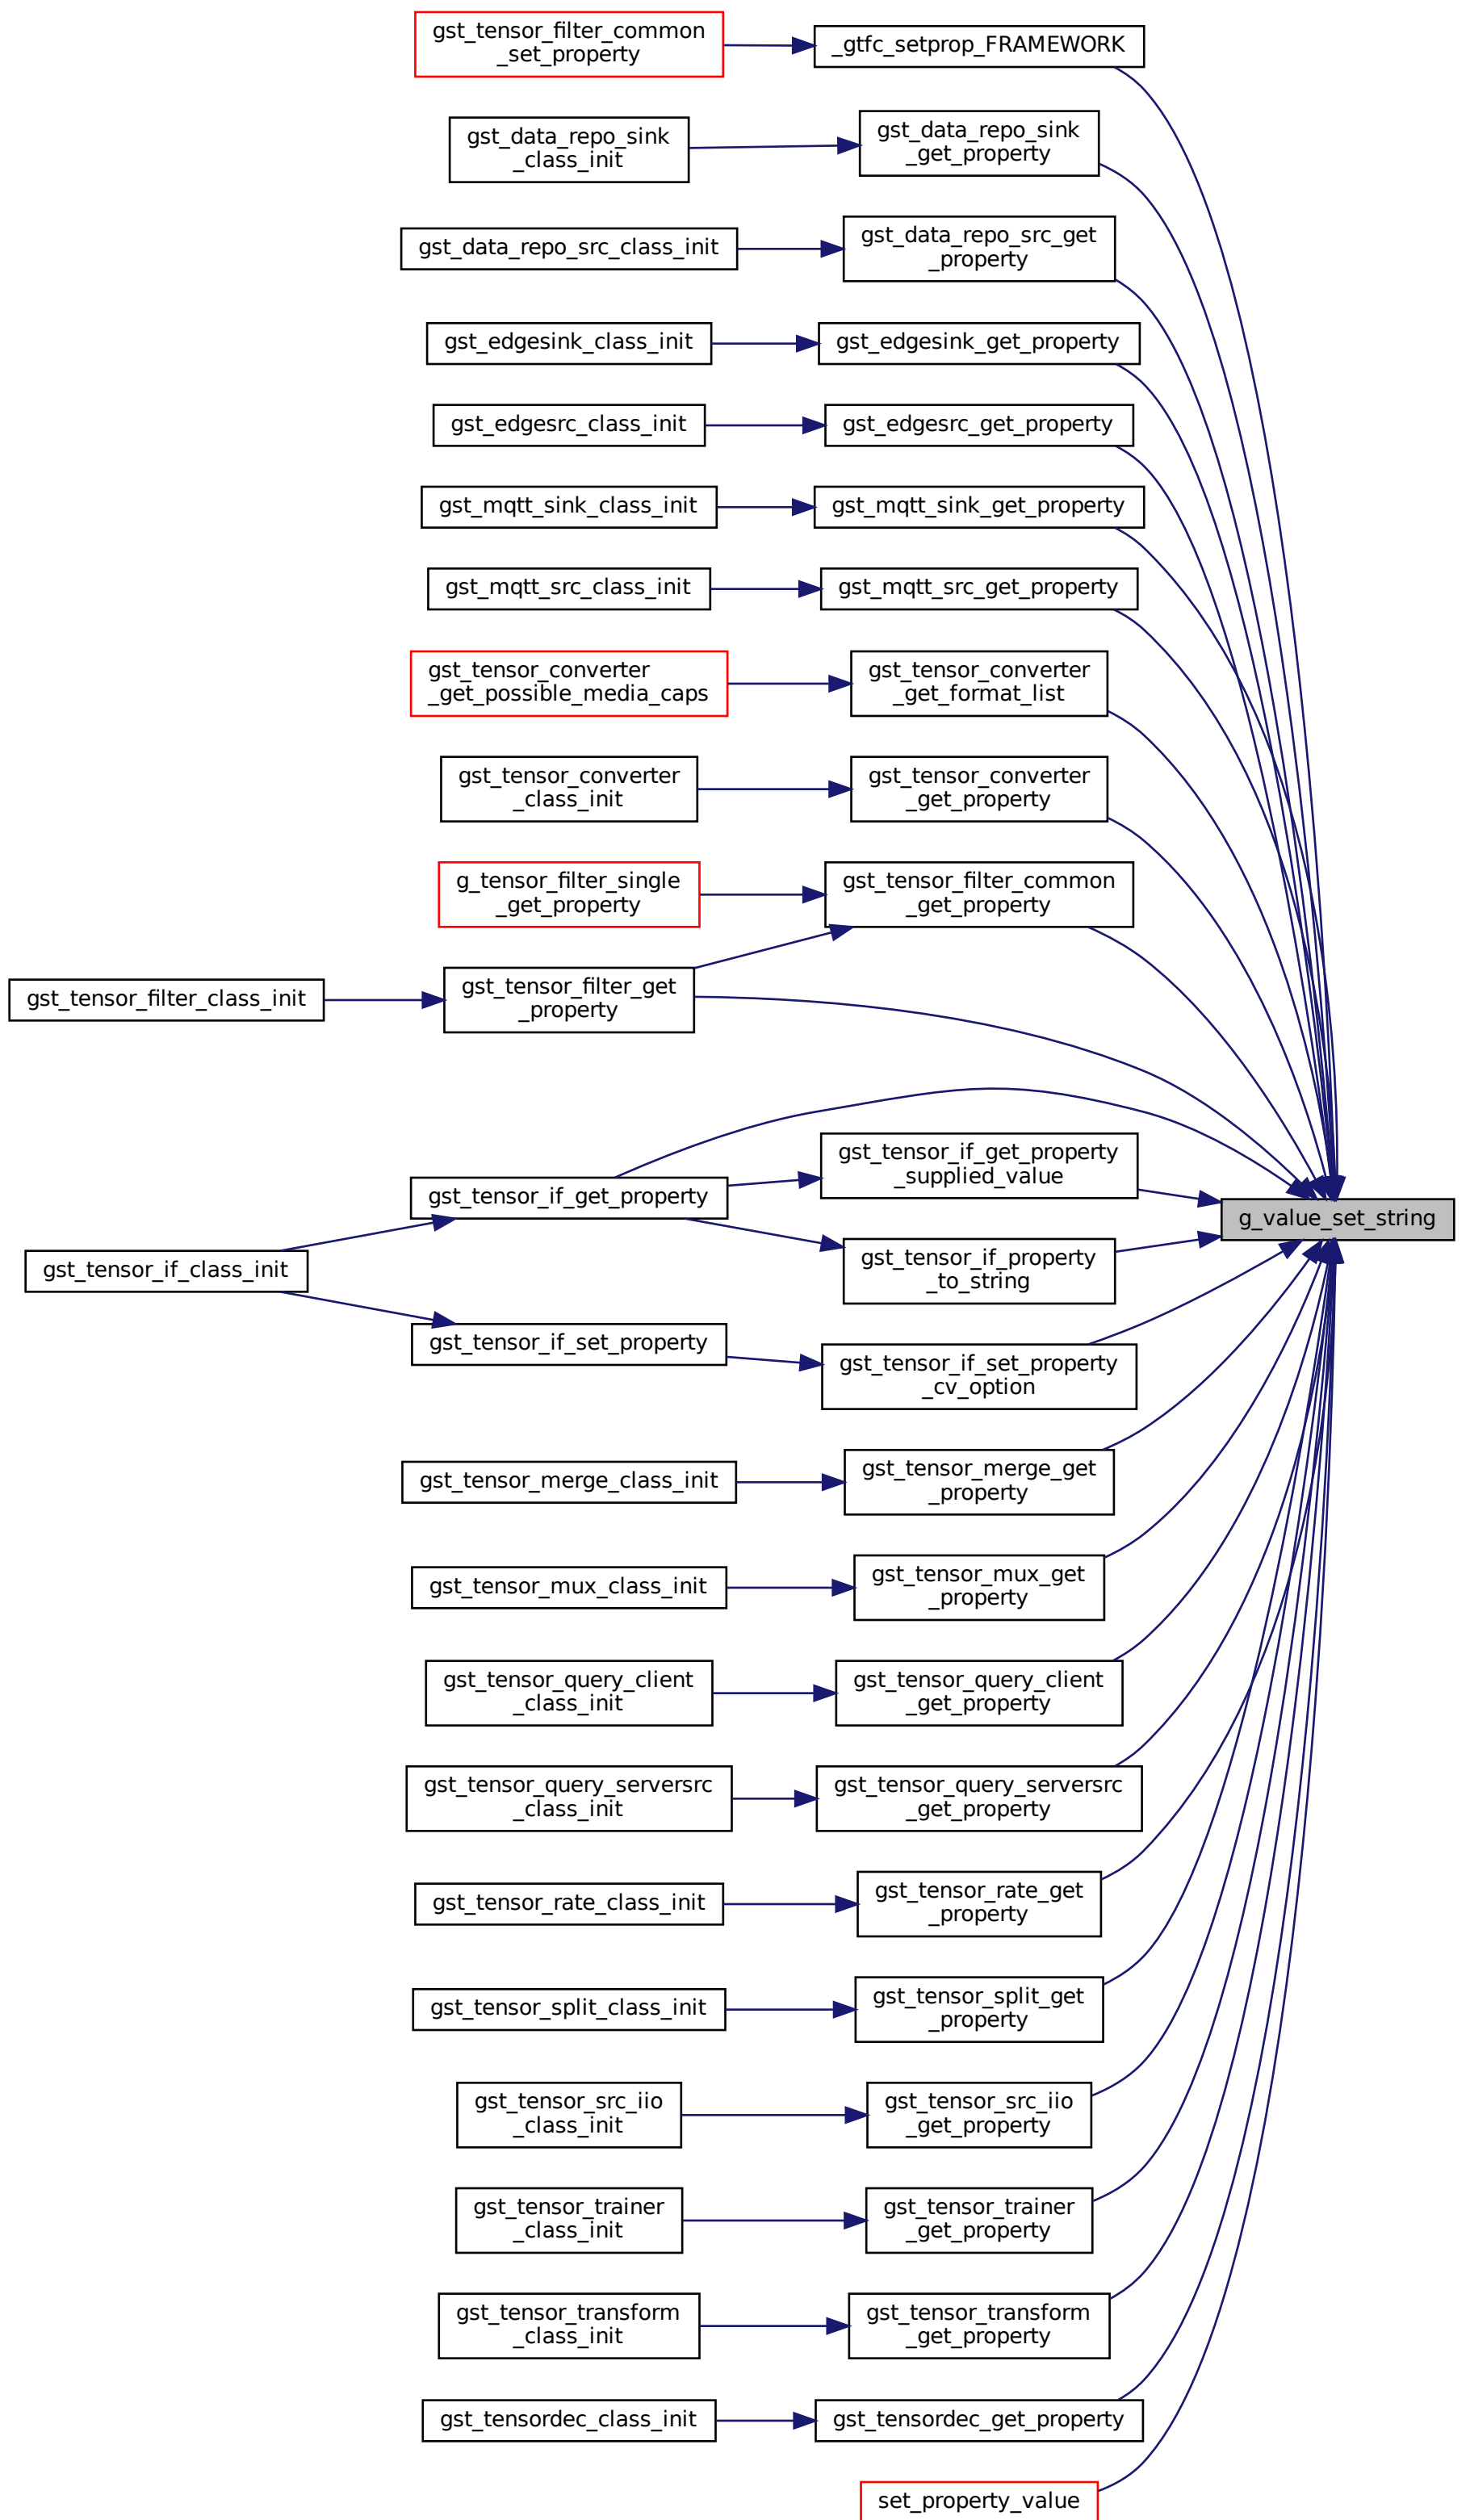 gst_tensor_filter_common
_set_property
_gtfc_setprop_FRAMEWORK
gst_data_repo_sink
_class_init
gst_data_repo_sink
_get_property
gst_data_repo_src_class_init
gst_data_repo_src_get
_property
gst_edgesink_class_init
gst_edgesink_get_property
gst_edgesrc_class_init
gst_edgesrc_get_property
gst_mqtt_sink_class_init
gst_mqtt_sink_get_property
gst_mqtt_src_class_init
gst_mqtt_src_get_property
gst_tensor_converter
_get_possible_media_caps
gst_tensor_converter
_get_format_list
gst_tensor_converter
_class_init
gst_tensor_converter
_get_property
g_tensor_filter_single
_get_property
gst_tensor_filter_common
_get_property
gst_tensor_filter_class_init
gst_tensor_filter_get
_property
gst_tensor_if_get_property
gst_tensor_if_get_property
_supplied_value
g_value_set_string
gst_tensor_if_class_init
gst_tensor_if_property
_to_string
gst_tensor_if_set_property
gst_tensor_if_set_property
_cv_option
gst_tensor_merge_class_init
gst_tensor_merge_get
_property
gst_tensor_mux_class_init
gst_tensor_mux_get
_property
gst_tensor_query_client
_class_init
gst_tensor_query_client
_get_property
gst_tensor_query_serversrc
_class_init
gst_tensor_query_serversrc
_get_property
gst_tensor_rate_class_init
gst_tensor_rate_get
_property
gst_tensor_split_class_init
gst_tensor_split_get
_property
gst_tensor_src_iio
_class_init
gst_tensor_src_iio
_get_property
gst_tensor_trainer
_class_init
gst_tensor_trainer
_get_property
gst_tensor_transform
_class_init
gst_tensor_transform
_get_property
gst_tensordec_class_init
gst_tensordec_get_property
set_property_value